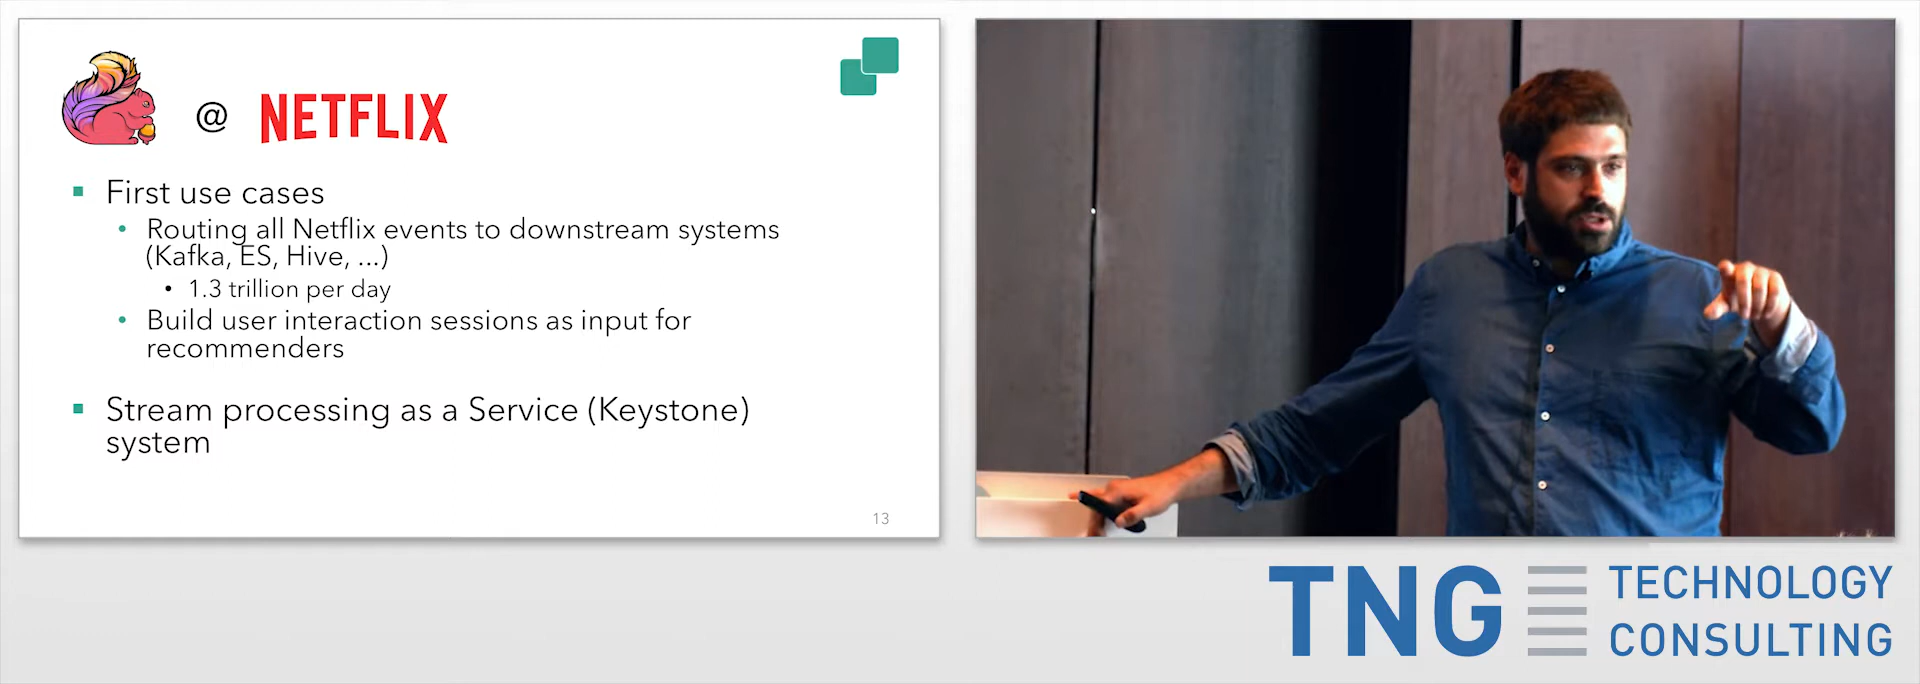 @ NETFLIX
First use cases
Routing all Netflix events to downstream systems
(Kafka, ES, Hive, ...)
1.3 trillion per day
Build user interaction sessions as input for
recommenders
Stream processing as a Service (Keystone)
system
13
TNG TECHNOLOGY
CONSULTING